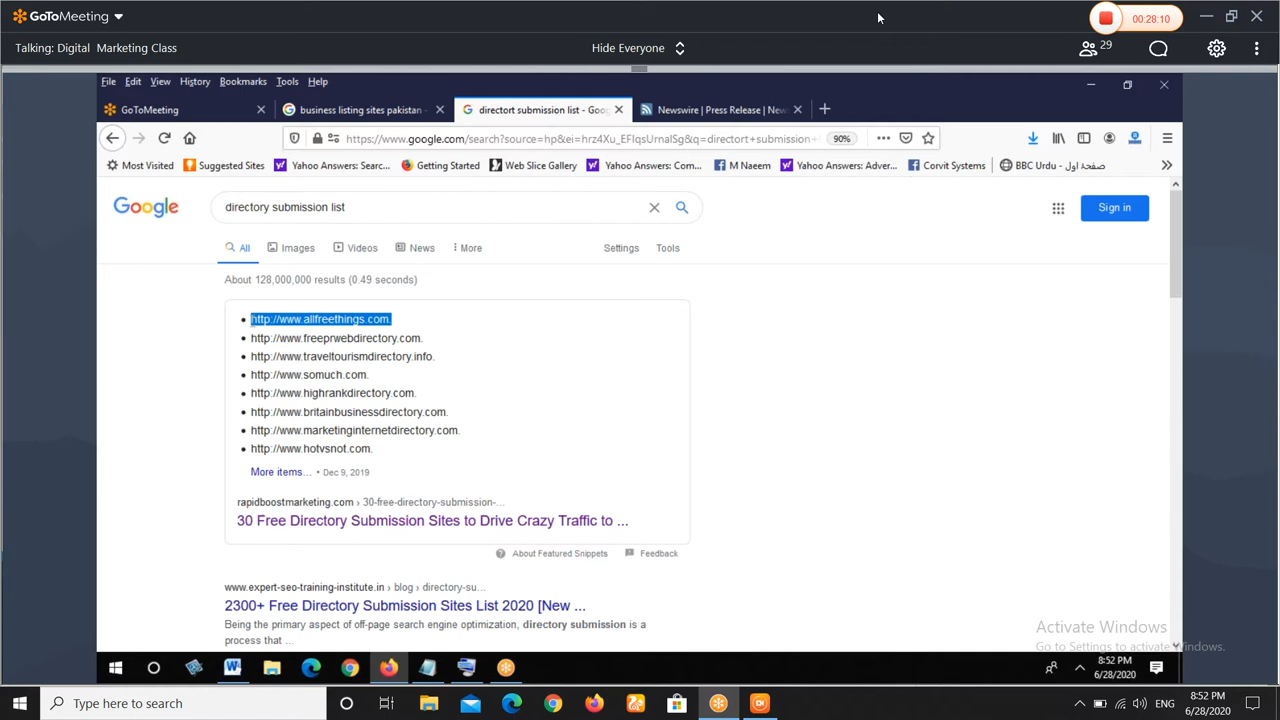 GoToMeeting
00:28:10
Talking: Digital Marketing Class
Hide Everyone
29
File Edit View History Bookmarks Tools Help
GoToMeeting
business listing sites pakistan -
directort submission list - Goo
Newswire | Press Release | New
https://www.google.com/search?source=hp&ei=hrz4Xu_EFIqsUrnalSg&q=directort+submission+l
90%
Most Visited
Suggested Sites
Yahoo Answers: Searc...
Getting Started
Web Slice Gallery
Yahoo Answers: Com...
M Naeem
Yahoo Answers: Adver...
Corvit Systems
BBC Urdu - صفحۂ اول
Google
directory submission list
Sign in
All
Images
Videos
News
More
Settings
Tools
About 128,000,000 results (0.49 seconds)
http://www.allfreethings.com.
http://www.freeprwebdirectory.com.
http://www.traveltourismdirectory.info.
http://www.somuch.com.
http://www.highrankdirectory.com.
http://www.britainbusinessdirectory.com.
http://www.marketinginternetdirectory.com.
http://www.hotvsnot.com.
More items... • Dec 9, 2019
rapidboostmarketing.com › 30-free-directory-submission-...
30 Free Directory Submission Sites to Drive Crazy Traffic to ...
About Featured Snippets
Feedback
www.expert-seo-training-institute.in › blog › directory-su...
2300+ Free Directory Submission Sites List 2020 [New ...
Being the primary aspect of off-page search engine optimization, directory submission is a
process that ...
Activate Windows
Go to Settings to activate Windows.
8:52 PM
6/28/2020
Type here to search
ENG
8:52 PM
6/28/2020